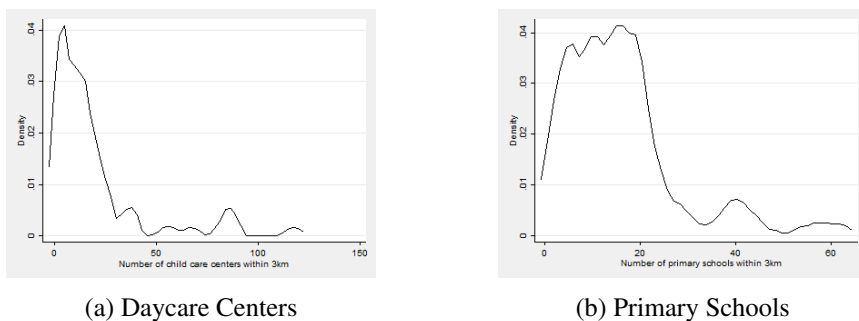 Density
0 .01 .02 .03 .04
0 50 100 150
Number of child care centers within 3km
(a) Daycare Centers
Density
0 .01 .02 .03 .04
0 20 40 60
Number of primary schools within 3km
(b) Primary Schools